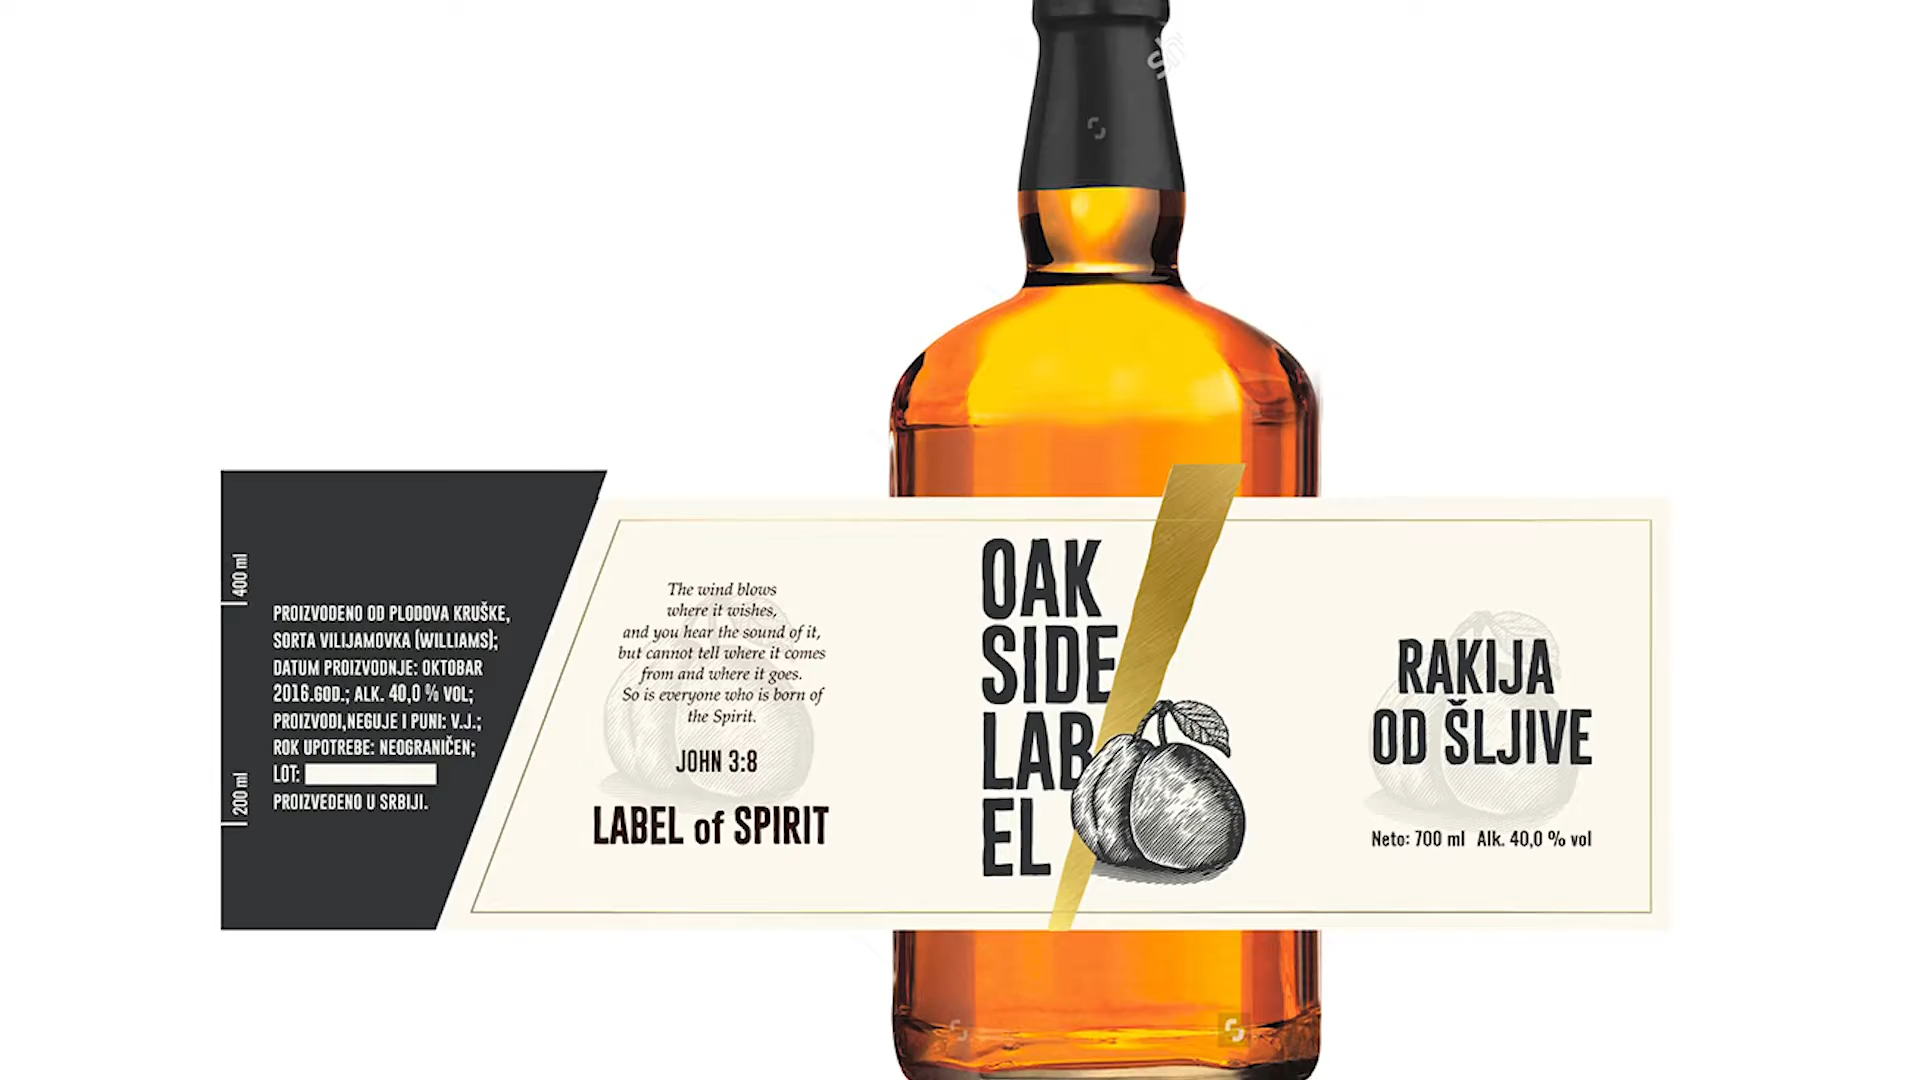 400 ml
200 ml
PROIZVODENO OD PLODOVA KRUŠKE,
SORTA VILIJAMOVKA (WILLIAMS);
DATUM PROIZVODNJE: OKTOBAR
2016.GOD.; ALK. 40,0 % VOL;
PROIZVODI,NEGUJE I PUNI: V.J.;
ROK UPOTREBE: NEOGRANIČEN;
LOT:
PROIZVEDENO U SRBIJI.
The wind blows
where it wishes,
and you hear the sound of it,
but cannot tell where it comes
from and where it goes.
So is everyone who is born of
the Spirit.
JOHN 3:8
LABEL of SPIRIT
OAK
SIDE
LAB
EL
RAKIJA
OD ŠLJIVE
Neto: 700 ml Alk. 40,0 % vol